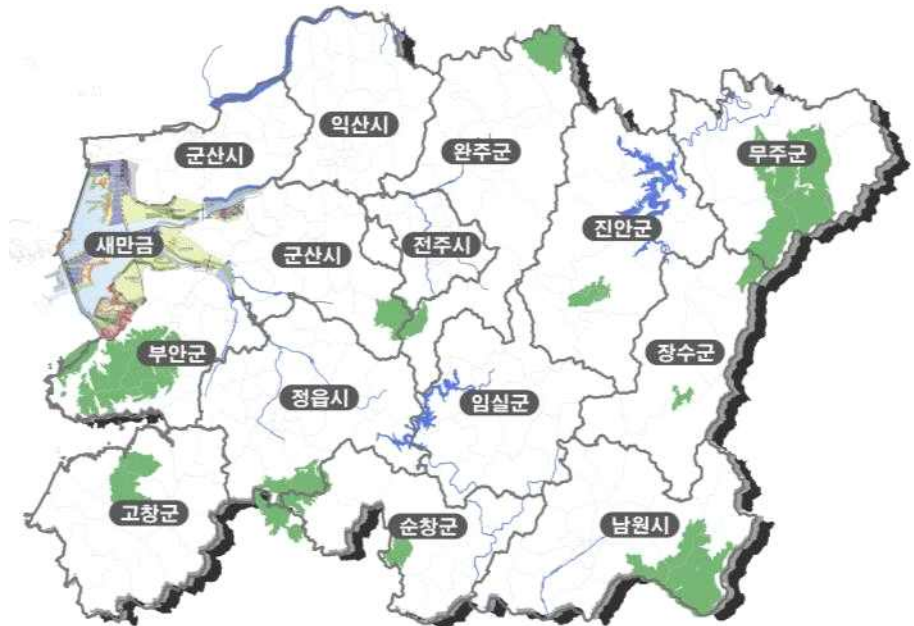 익산시
군산시
완주군
무주군
진안군
새만금
군산시
전주시
부안군
장수군
정읍시
임실군
고창군
순창군
남원시